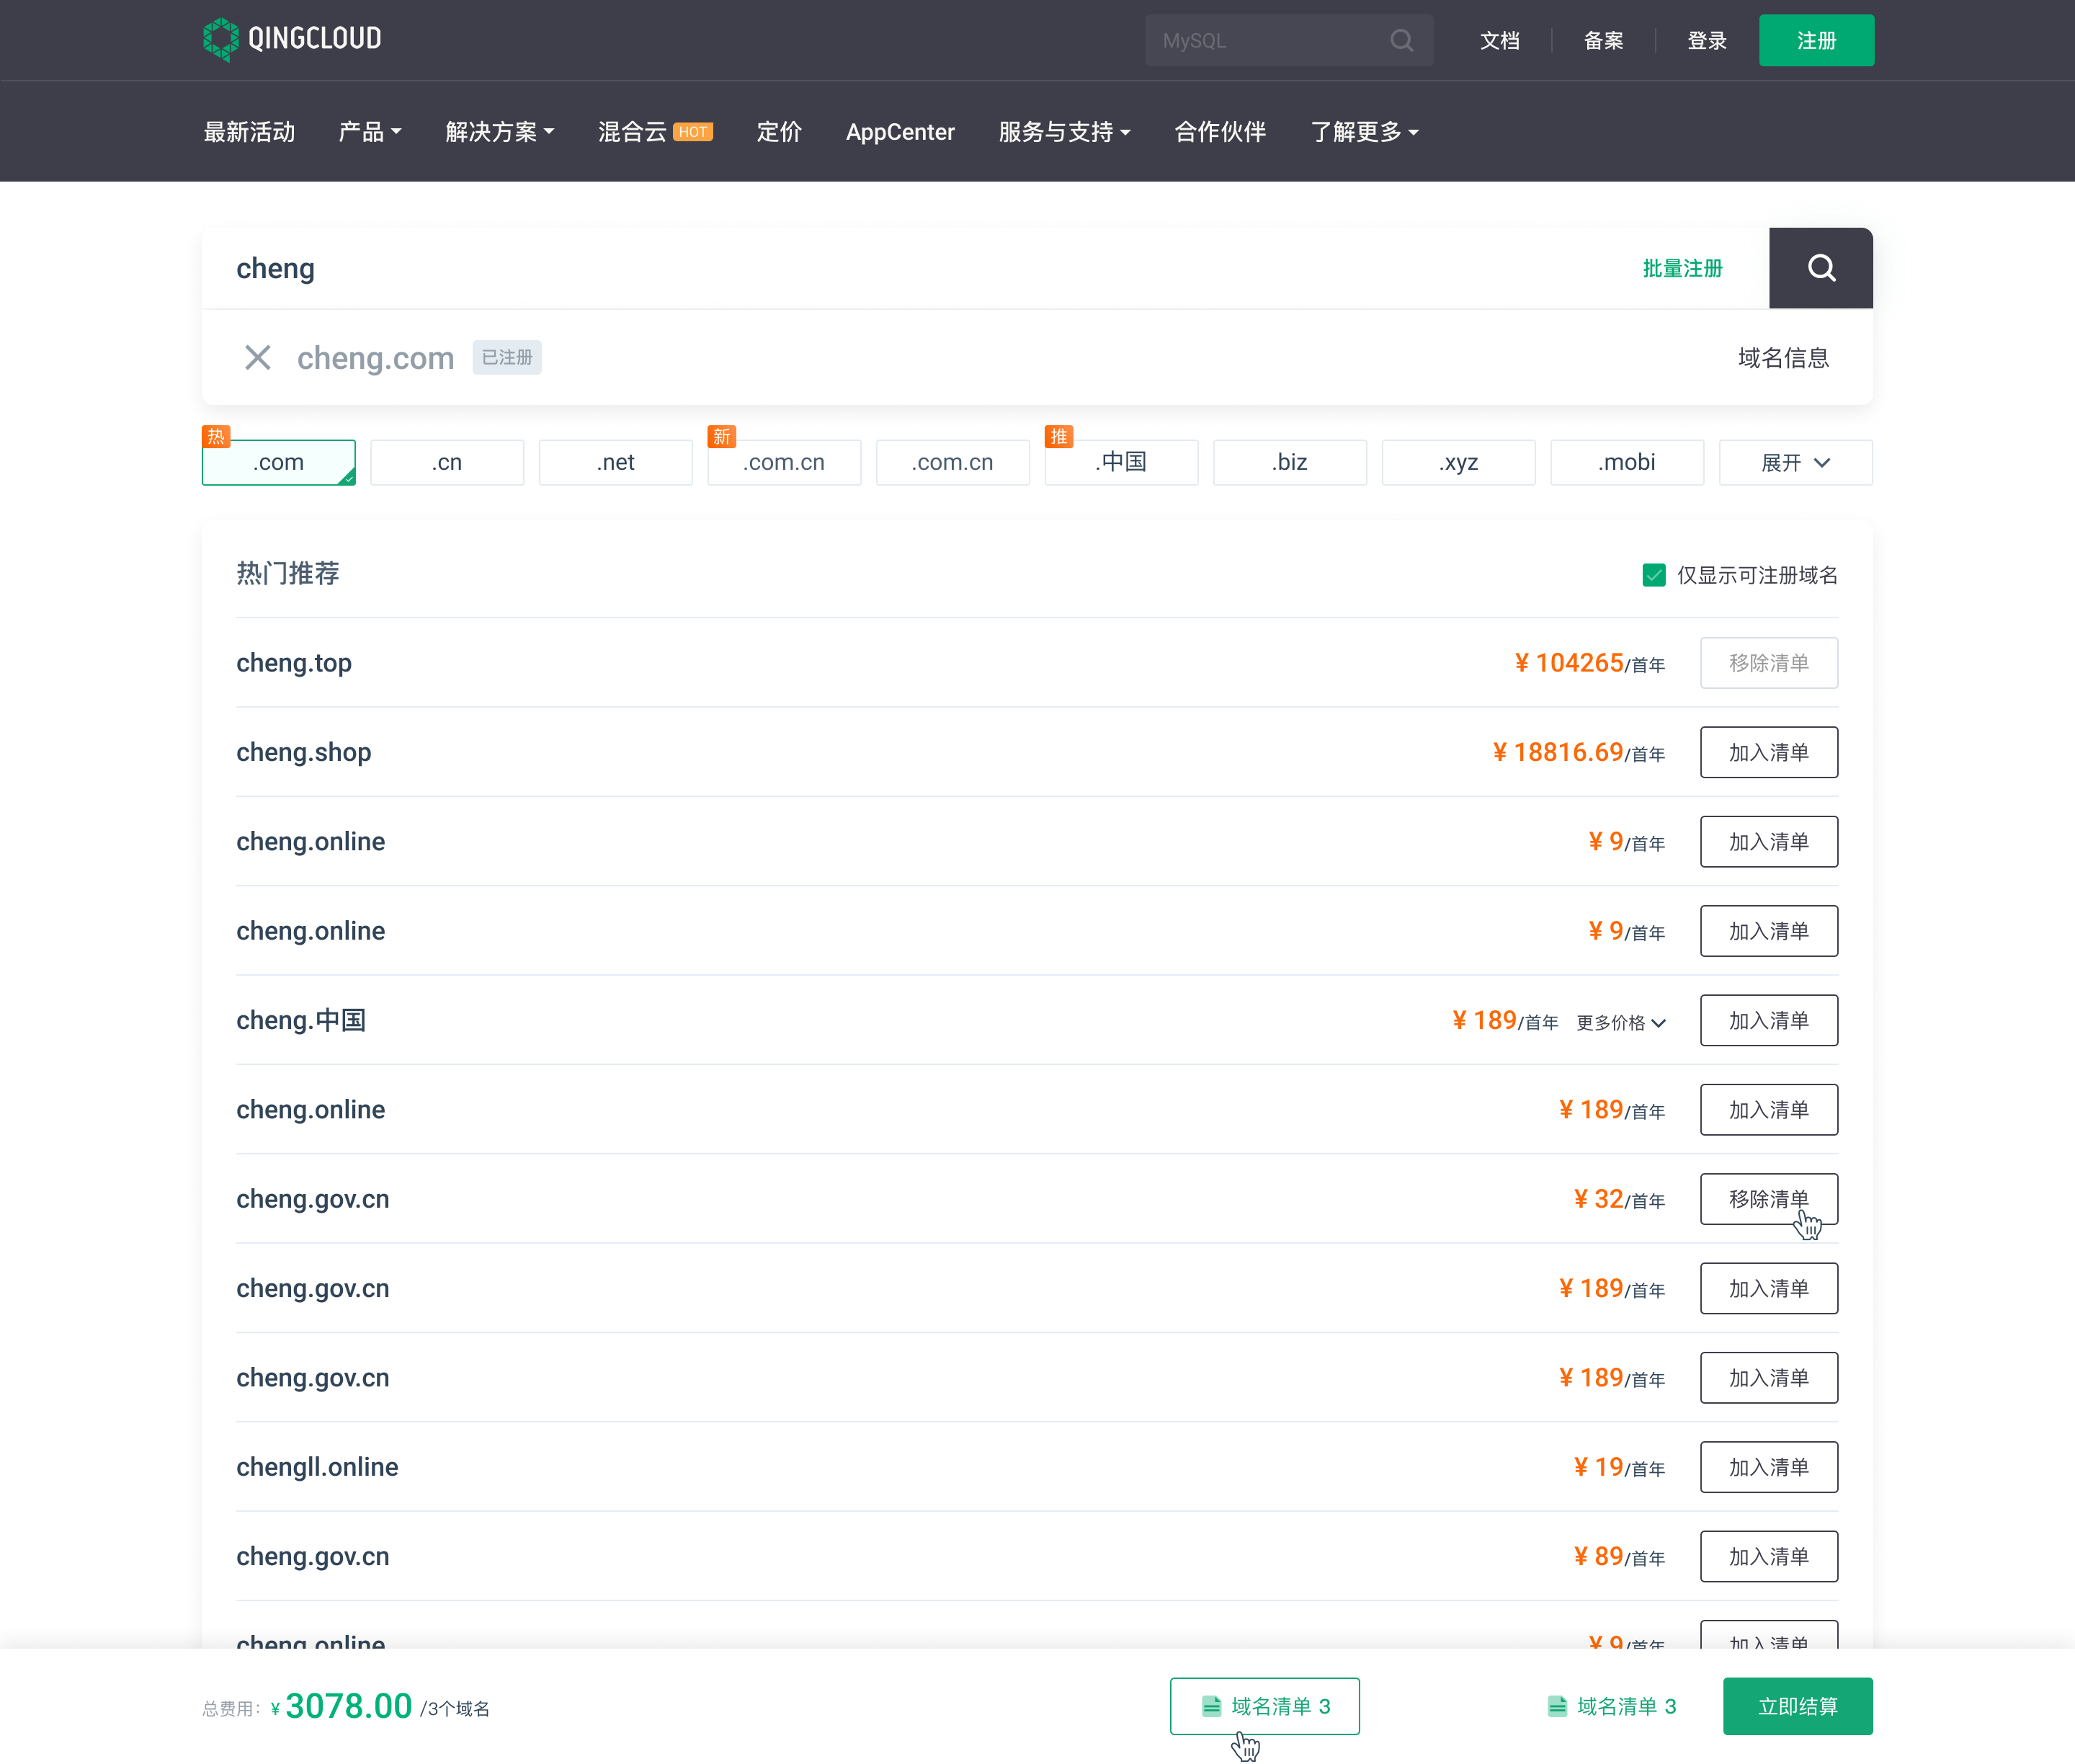 QINGCLOUD
MySQL
文档
备案
登录
注册
最新活动
产品
解决方案
混合云 HOT
定价
AppCenter
服务与支持
合作伙伴
了解更多
cheng
批量注册
cheng.com 已注册
域名信息
热
新
推
.com
.cn
.net
.com.cn
.com.cn
.中国
.biz
.xyz
.mobi
展开
热门推荐
仅显示可注册域名
cheng.top ¥ 104265/首年 移除清单
cheng.shop ¥ 18816.69/首年 加入清单
cheng.online ¥ 9/首年 加入清单
cheng.online ¥ 9/首年 加入清单
cheng.中国 ¥ 189/首年 更多价格 加入清单
cheng.online ¥ 189/首年 加入清单
cheng.gov.cn ¥ 32/首年 移除清单
cheng.gov.cn ¥ 189/首年 加入清单
cheng.gov.cn ¥ 189/首年 加入清单
chengll.online ¥ 19/首年 加入清单
cheng.gov.cn ¥ 89/首年 加入清单
cheng.online ¥ 9/首年 加入清单
总费用: ¥ 3078.00 /3个域名
域名清单 3
域名清单 3
立即结算